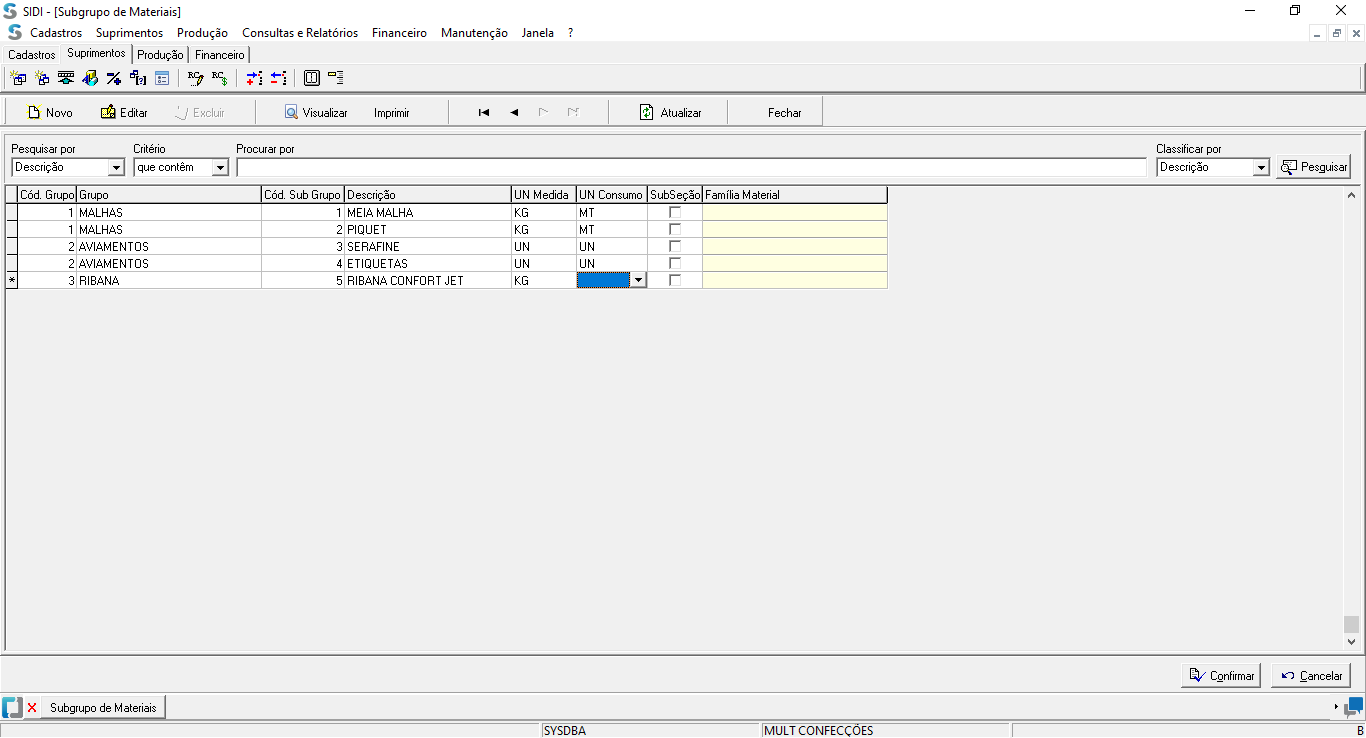 SIDI - [Subgrupo de Materiais]
Cadastros Suprimentos Produção Consultas e Relatórios Financeiro Manutenção Janela ?
Cadastros Suprimentos Produção Financeiro
Novo Editar Excluir Visualizar Imprimir Atualizar Fechar
Pesquisar por Critério Procurar por Classificar por
Descrição que contêm Descrição Pesquisar
Cód. Grupo Grupo Cód. Sub Grupo Descrição UN Medida UN Consumo SubSeção Família Material
1 MALHAS 1 MEIA MALHA KG MT
1 MALHAS 2 PIQUET KG MT
2 AVIAMENTOS 3 SERAFINE UN UN
2 AVIAMENTOS 4 ETIQUETAS UN UN
* 3 RIBANA 5 RIBANA CONFORT JET KG
Confirmar Cancelar
Subgrupo de Materiais
SYSDBA MULT CONFECÇÕES B